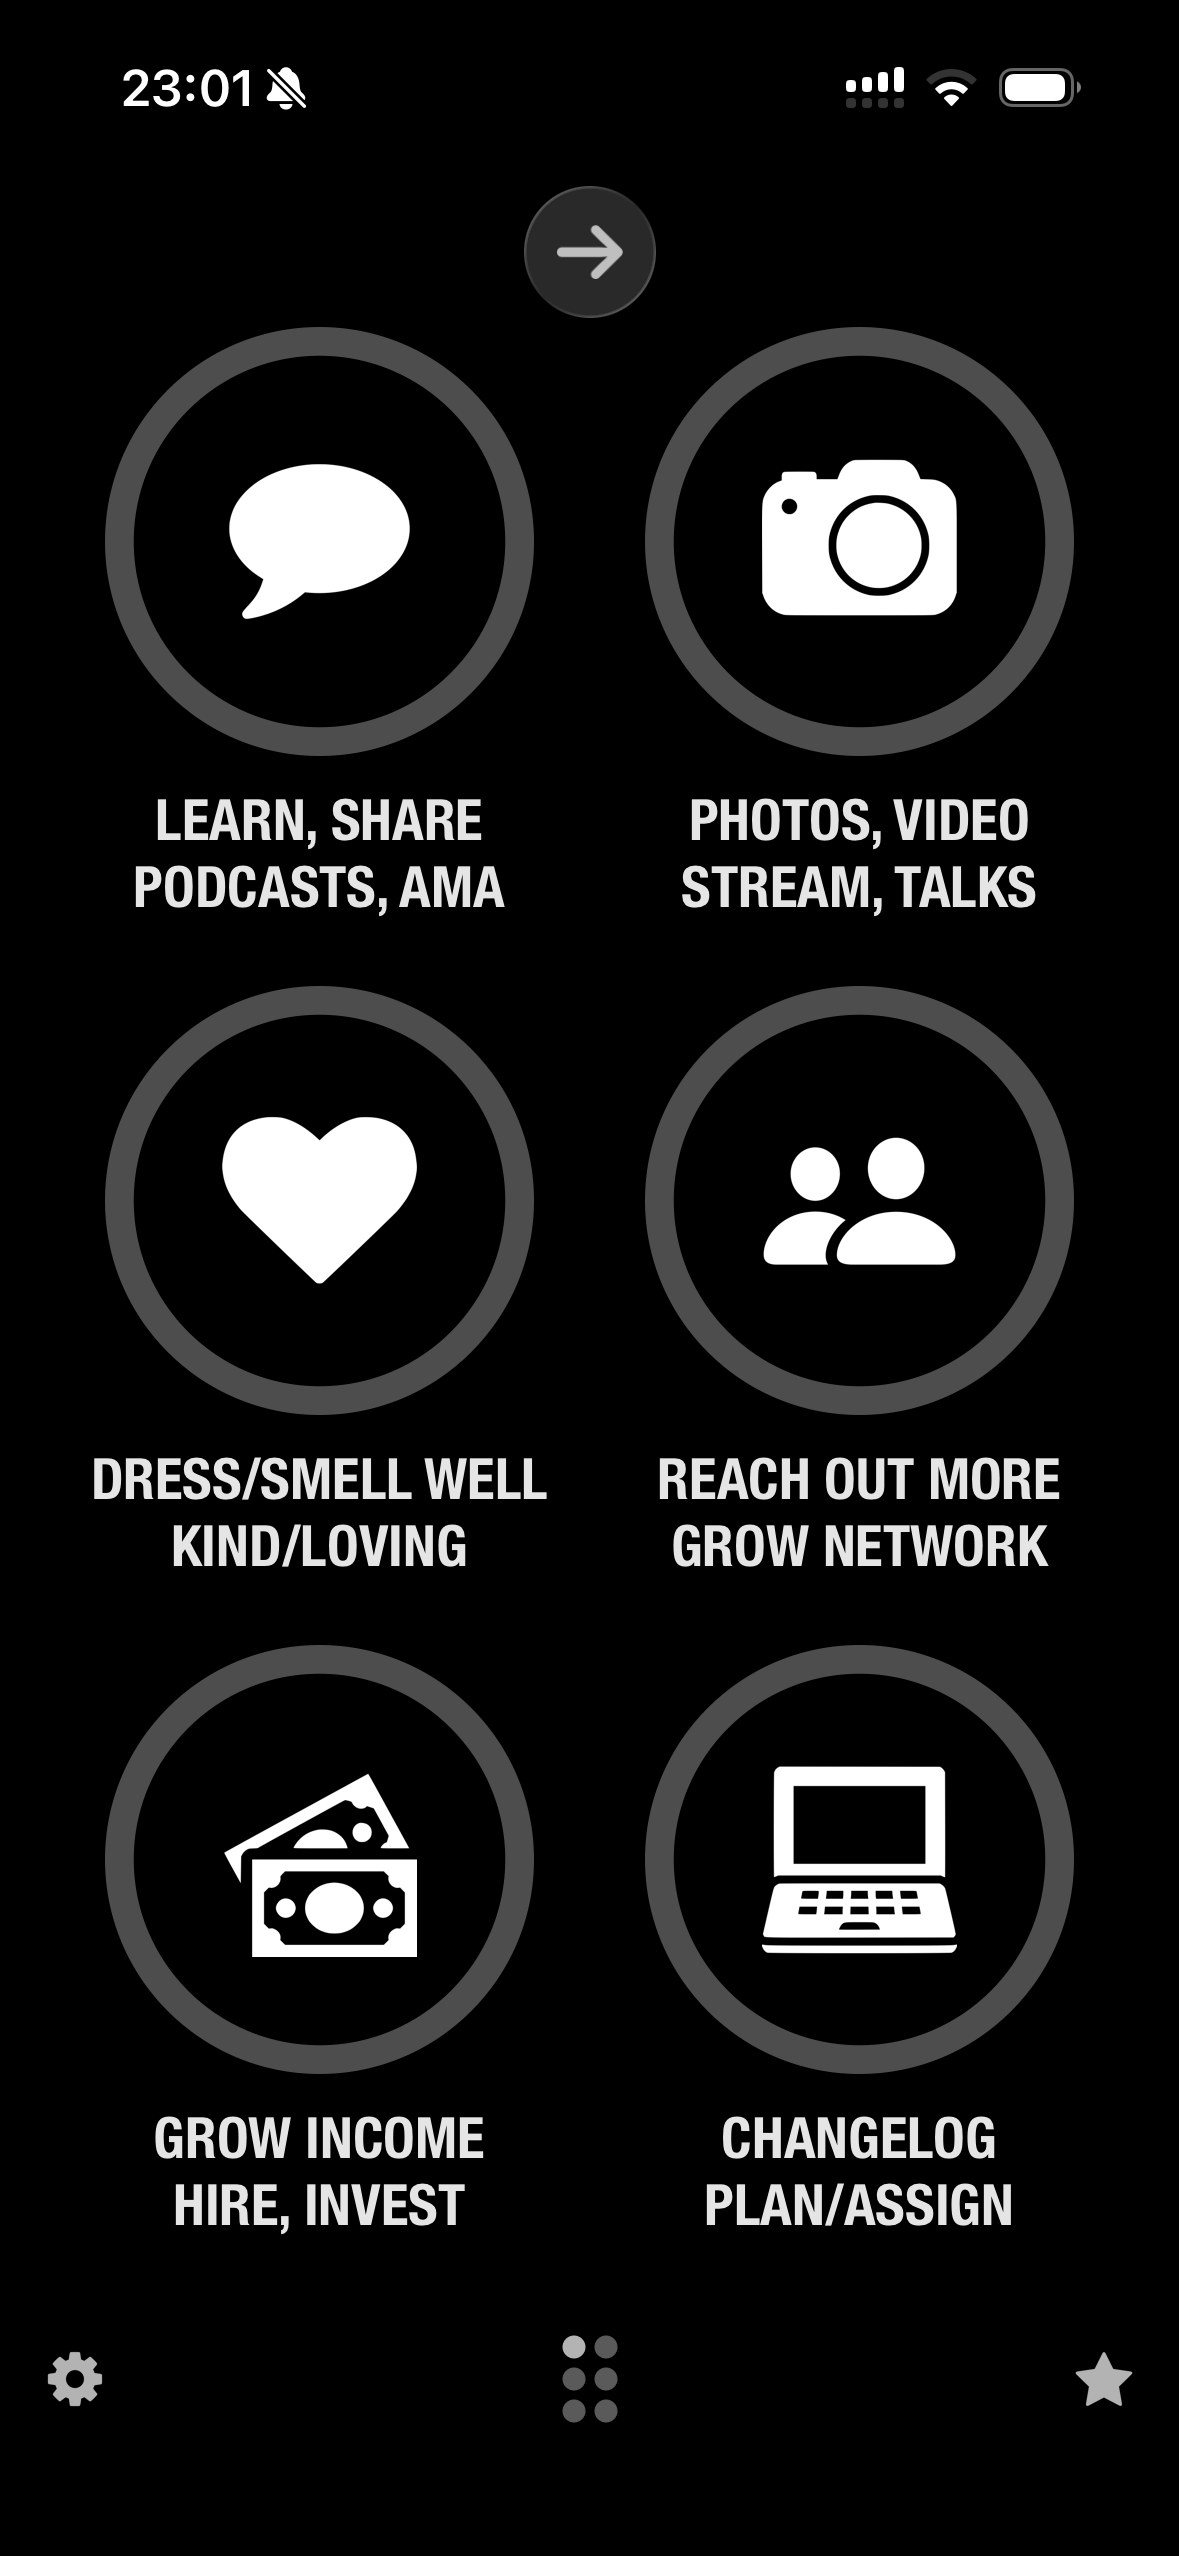 23:01
LEARN, SHARE
PODCASTS, AMA
PHOTOS, VIDEO
STREAM, TALKS
DRESS/SMELL WELL
KIND/LOVING
REACH OUT MORE
GROW NETWORK
GROW INCOME
HIRE, INVEST
CHANGELOG
PLAN/ASSIGN